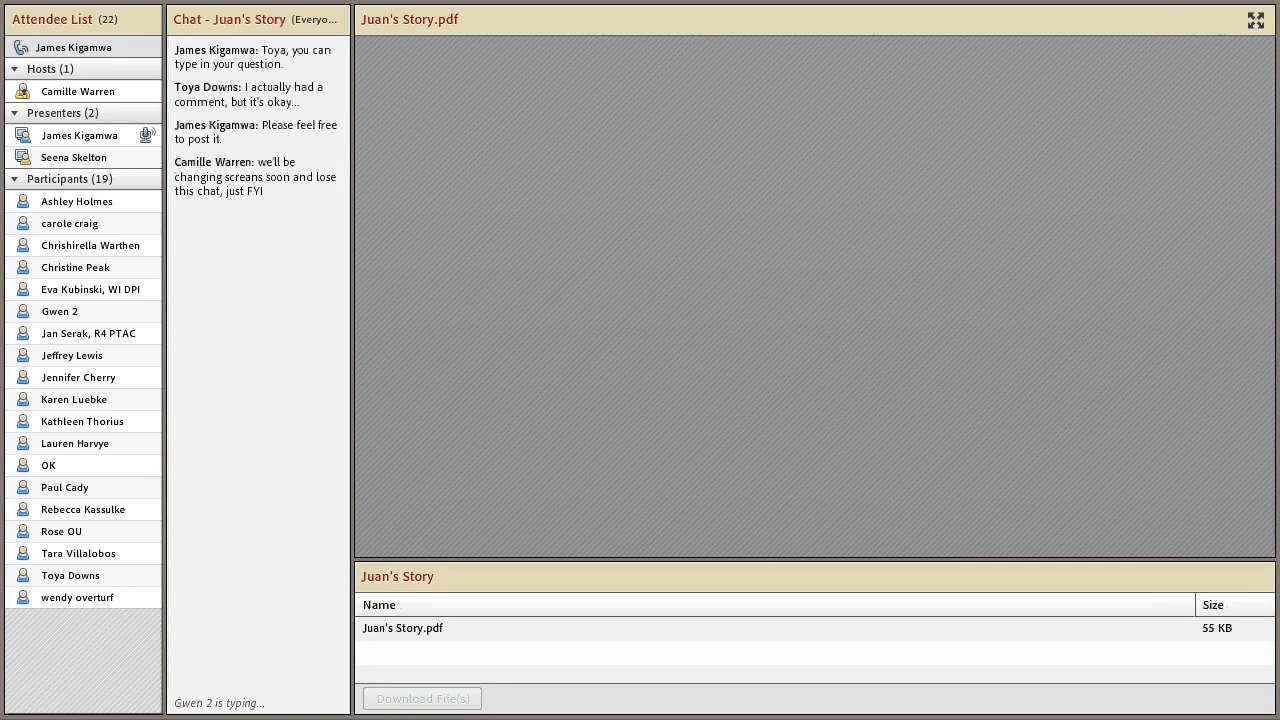 Attendee List (22)
James Kigamwa
Hosts (1)
Camille Warren
Presenters (2)
James Kigamwa
Seena Skelton
Participants (19)
Ashley Holmes
carole craig
Chrishirella Warthen
Christine Peak
Eva Kubinski, WI DPI
Gwen 2
Jan Serak, R4 PTAC
Jeffrey Lewis
Jennifer Cherry
Karen Luebke
Kathleen Thorius
Lauren Harvye
OK
Paul Cady
Rebecca Kassulke
Rose OU
Tara Villalobos
Toya Downs
wendy overturf
Chat - Juan's Story (Everyo...
James Kigamwa: Toya, you can
type in your question.
Toya Downs: I actually had a
comment, but it's okay...
James Kigamwa: Please feel free
to post it.
Camille Warren: we'll be
changing screans soon and lose
this chat, just FYI
Gwen 2 is typing...
Juan's Story.pdf
Juan's Story
Name Size
Juan's Story.pdf 55 KB
Download File(s)